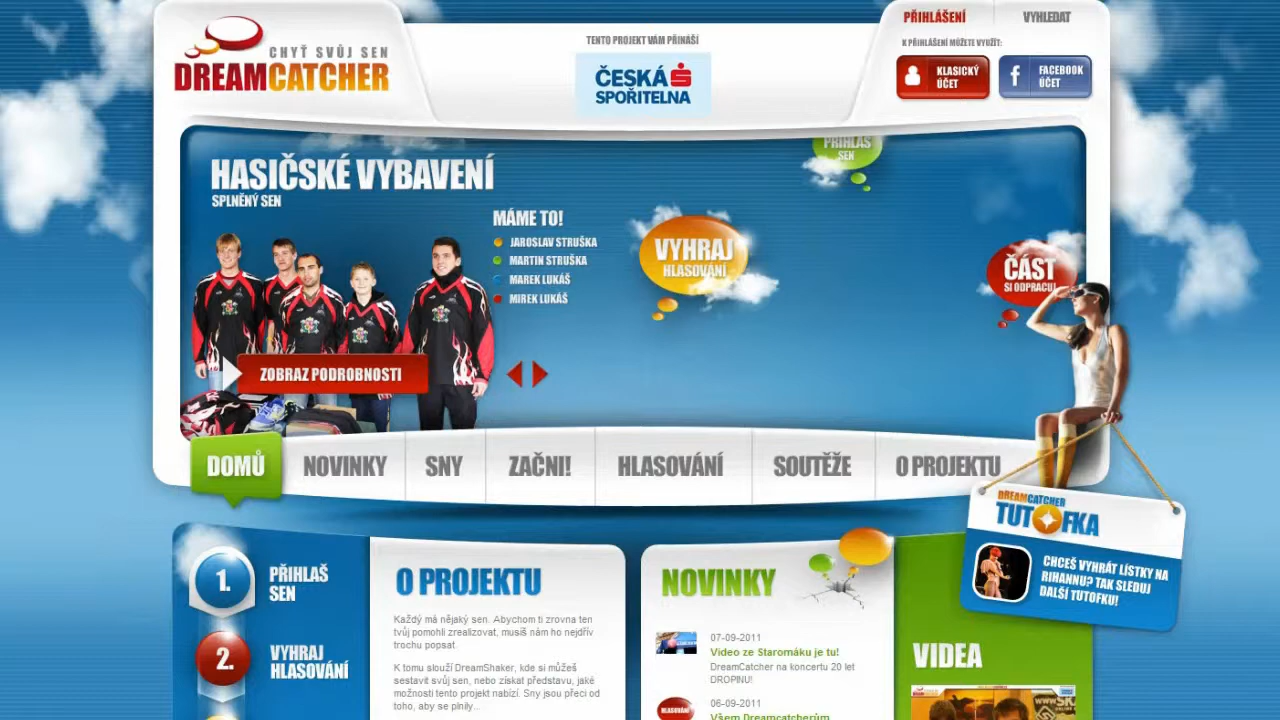 CHYŤ SVŮJ SEN
DREAMCATCHER
TENTO PROJEKT VÁM PŘINÁŠÍ
ČESKÁ
SPOŘITELNA
PŘIHLÁŠENÍ
VYHLEDAT
K PŘIHLÁŠENÍ MŮŽETE VYUŽÍT:
KLASICKÝ
ÚČET
FACEBOOK
ÚČET
HASIČSKÉ VYBAVENÍ
SPLNĚNÝ SEN
MÁME TO!
JAROSLAV STRUŠKA
MARTIN STRUŠKA
MAREK LUKÁŠ
MIREK LUKÁŠ
ZOBRAZ PODROBNOSTI
PŘIHLAS
SEN
VYHRAJ
HLASOVÁNÍ
ČÁST
SI ODPRACUJ
DOMŮ
NOVINKY
SNY
ZAČNI!
HLASOVÁNÍ
SOUTĚŽE
O PROJEKTU
DREAMCATCHER
TUTOFKA
CHCEŠ VYHRÁT LÍSTKY NA
RIHANNU? TAK SLEDUJ
DALŠÍ TUTOFKU!
1.
PŘIHLAŠ
SEN
2.
VYHRAJ
HLASOVÁNÍ
O PROJEKTU
Každý má nějaký sen. Abychom ti zrovna ten
tvůj pomohli zrealizovat, musíš nám ho nejdřív
trochu popsat.
K tomu slouží DreamShaker, kde si můžeš
sestavit svůj sen, nebo získat představu, jaké
možnosti tento projekt nabízí. Sny jsou přeci od
toho, aby se plnily...
NOVINKY
07-09-2011
Video ze Staromáku je tu!
DreamCatcher na koncertu 20 let
DROPINU!
HLASOVÁNÍ
06-09-2011
Všem Dreamcatcherům
VIDEA